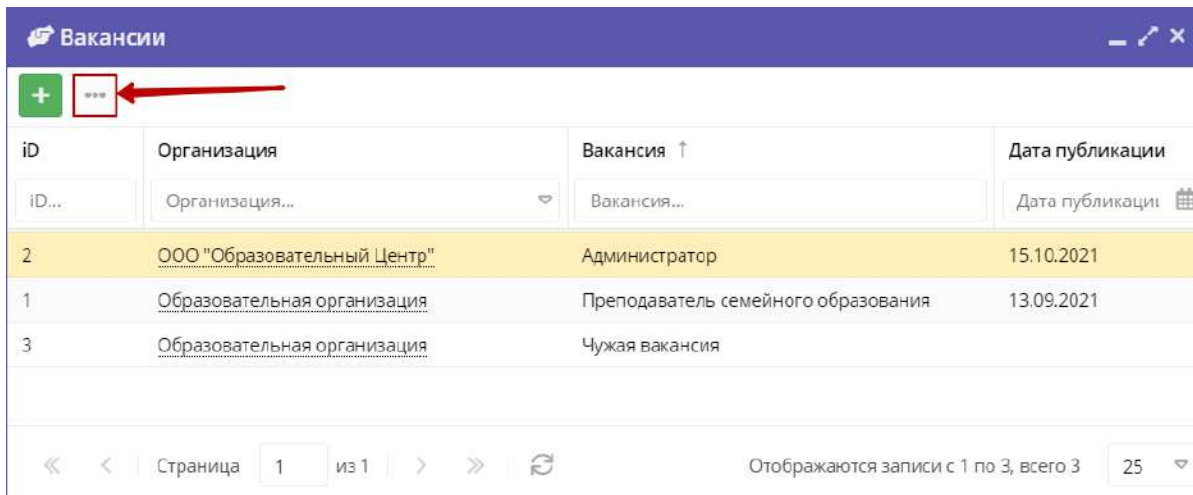 Вакансии
iD Организация Вакансия ↑ Дата публикации
iD... Организация... Вакансия... Дата публикаци
2 ООО "Образовательный Центр" Администратор 15.10.2021
1 Образовательная организация Преподаватель семейного образования 13.09.2021
3 Образовательная организация Чужая вакансия
Страница 1 из 1 Отображаются записи с 1 по 3, всего 3 25